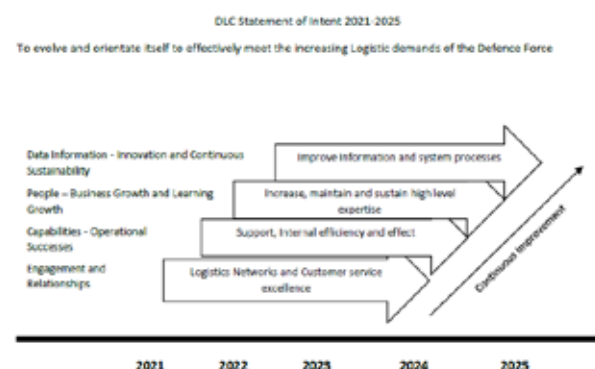 DLC Statement of Intent 2021-2025
To evolve and orientate itself to effectively meet the increasing Logistic demands of the Defence Force
Data Information - Innovation and Continuous
Sustainability
Improve information and system processes
People – Business Growth and Learning
Growth
Increase, maintain and sustain high level
expertise
Capabilities - Operational
Successes
Support, Internal efficiency and effect
Engagement and
Relationships
Logistics Networks and Customer service
excellence
Continuous Improvement
2021 2022 2023 2024 2025